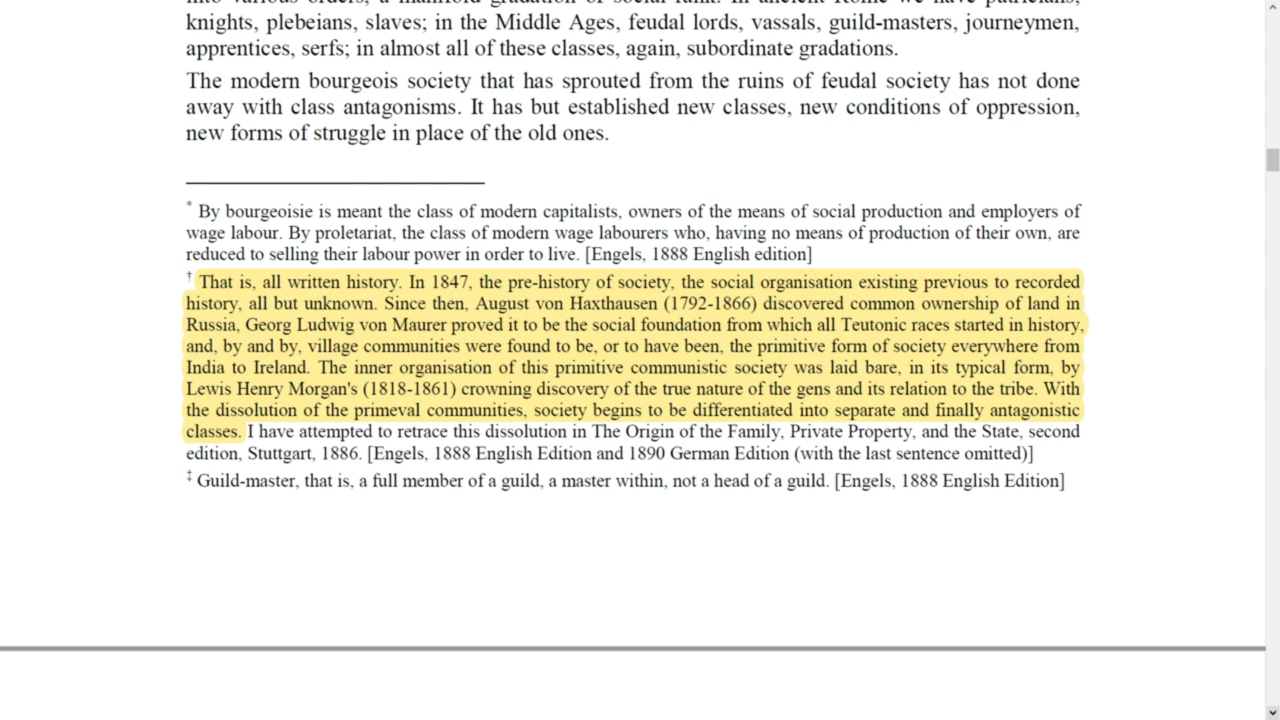 into various orders, a manifold gradation of social rank. In ancient Rome we have patricians,
knights, plebeians, slaves; in the Middle Ages, feudal lords, vassals, guild-masters, journeymen,
apprentices, serfs; in almost all of these classes, again, subordinate gradations.
The modern bourgeois society that has sprouted from the ruins of feudal society has not done
away with class antagonisms. It has but established new classes, new conditions of oppression,
new forms of struggle in place of the old ones.
* By bourgeoisie is meant the class of modern capitalists, owners of the means of social production and employers of
wage labour. By proletariat, the class of modern wage labourers who, having no means of production of their own, are
reduced to selling their labour power in order to live. [Engels, 1888 English edition]
† That is, all written history. In 1847, the pre-history of society, the social organisation existing previous to recorded
history, all but unknown. Since then, August von Haxthausen (1792-1866) discovered common ownership of land in
Russia, Georg Ludwig von Maurer proved it to be the social foundation from which all Teutonic races started in history,
and, by and by, village communities were found to be, or to have been, the primitive form of society everywhere from
India to Ireland. The inner organisation of this primitive communistic society was laid bare, in its typical form, by
Lewis Henry Morgan's (1818-1861) crowning discovery of the true nature of the gens and its relation to the tribe. With
the dissolution of the primeval communities, society begins to be differentiated into separate and finally antagonistic
classes. I have attempted to retrace this dissolution in The Origin of the Family, Private Property, and the State, second
edition, Stuttgart, 1886. [Engels, 1888 English Edition and 1890 German Edition (with the last sentence omitted)]
‡ Guild-master, that is, a full member of a guild, a master within, not a head of a guild. [Engels, 1888 English Edition]